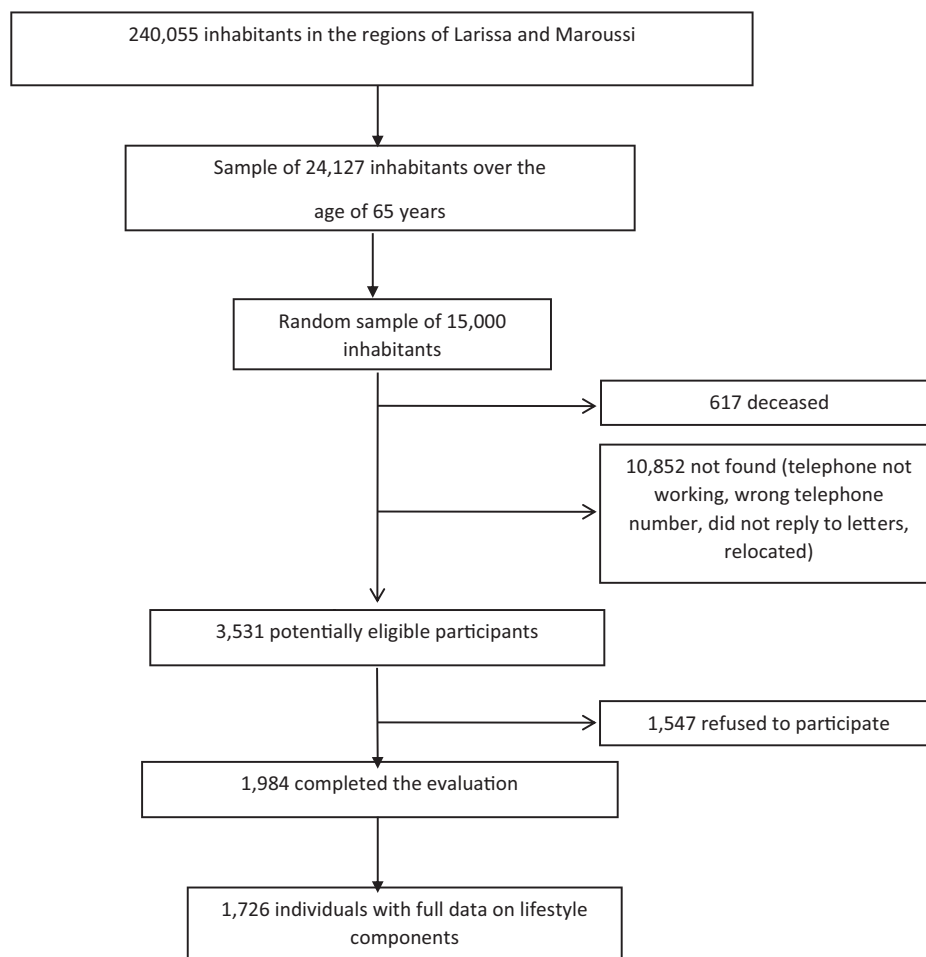 240,055 inhabitants in the regions of Larissa and Maroussi
Sample of 24,127 inhabitants over the
age of 65 years
Random sample of 15,000
inhabitants
617 deceased
10,852 not found (telephone not
working, wrong telephone
number, did not reply to letters,
relocated)
3,531 potentially eligible participants
1,547 refused to participate
1,984 completed the evaluation
1,726 individuals with full data on lifestyle
components